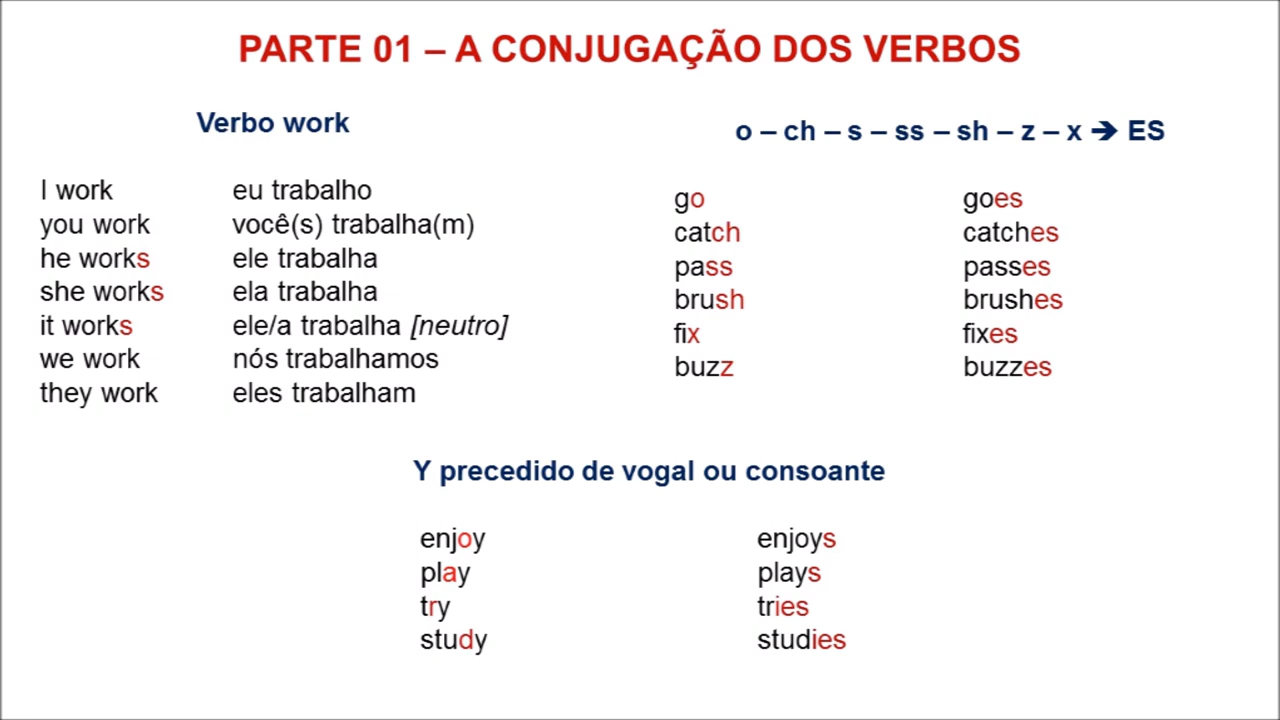 PARTE 01 – A CONJUGAÇÃO DOS VERBOS
Verbo work
I work eu trabalho
you work você(s) trabalha(m)
he works ele trabalha
she works ela trabalha
it works ele/a trabalha [neutro]
we work nós trabalhamos
they work eles trabalham
o – ch – s – ss – sh – z – x ➔ ES
go goes
catch catches
pass passes
brush brushes
fix fixes
buzz buzzes
Y precedido de vogal ou consoante
enjoy enjoys
play plays
try tries
study studies